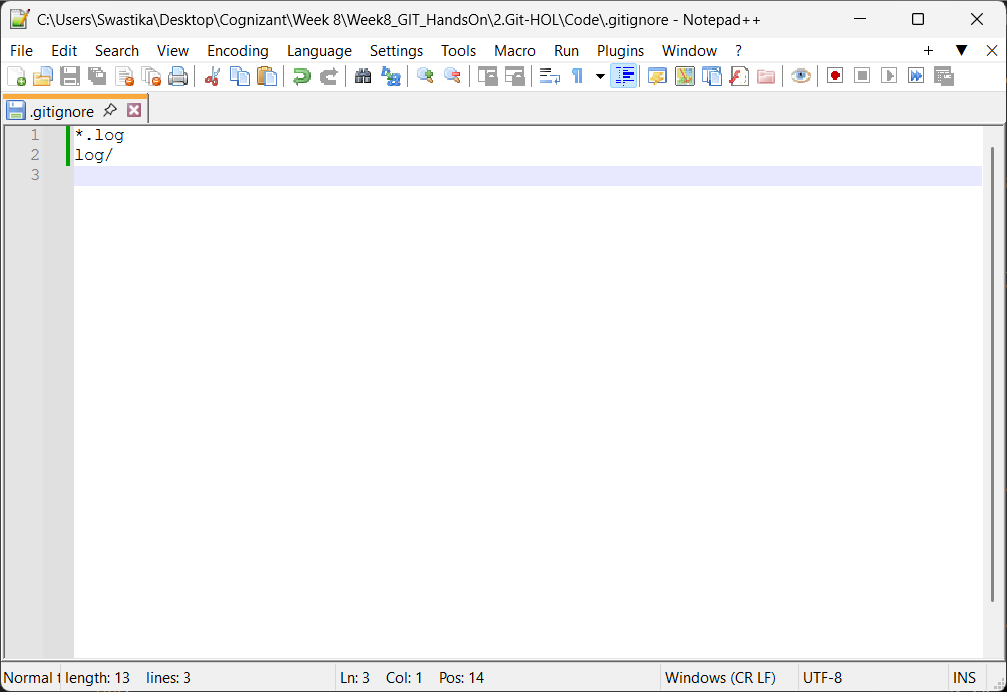 C:\Users\Swastika\Desktop\Cognizant\Week 8\Week8_GIT_HandsOn\2.Git-HOL\Code\.gitignore - Notepad++
File Edit Search View Encoding Language Settings Tools Macro Run Plugins Window ?
.gitignore
1 *.log
2 log/
3
Normal t length: 13 lines: 3 Ln: 3 Col: 1 Pos: 14 Windows (CR LF) UTF-8 INS